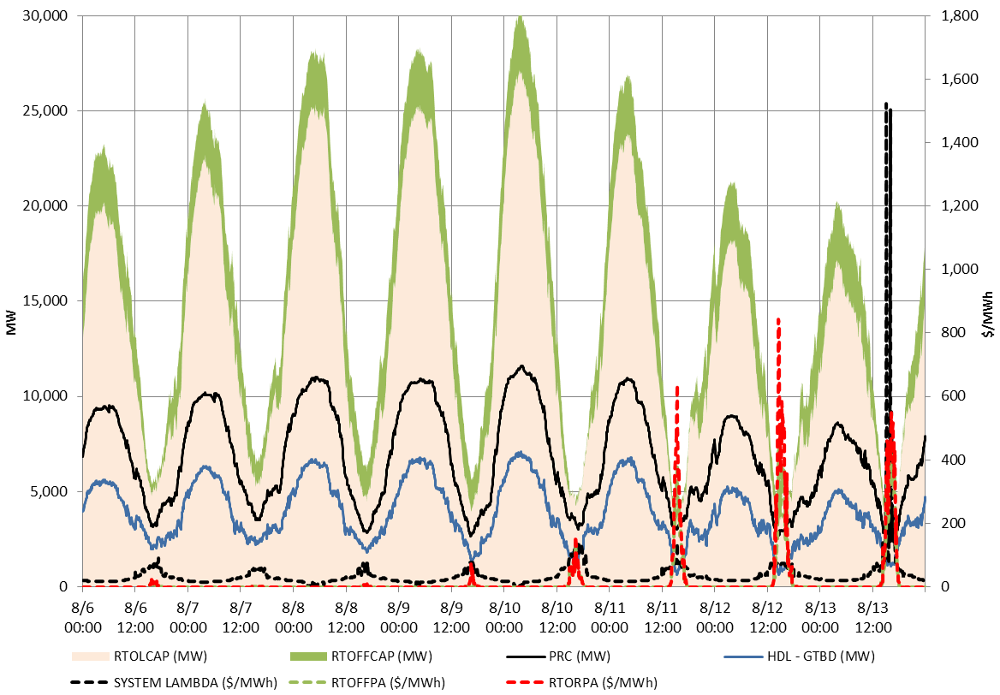 30,000
25,000
20,000
15,000
10,000
5,000
0
MW
1,800
1,600
1,400
1,200
1,000
800
600
400
200
0
$/MWh
8/6 8/6 8/7 8/7 8/8 8/8 8/9 8/9 8/10 8/10 8/11 8/11 8/12 8/12 8/13 8/13
00:00 12:00 00:00 12:00 00:00 12:00 00:00 12:00 00:00 12:00 00:00 12:00 00:00 12:00 00:00 12:00
RTOLCAP (MW) RTOFFCAP (MW) PRC (MW) HDL - GTBD (MW)
SYSTEM LAMBDA ($/MWh) RTOFFPA ($/MWh) RTORPA ($/MWh)